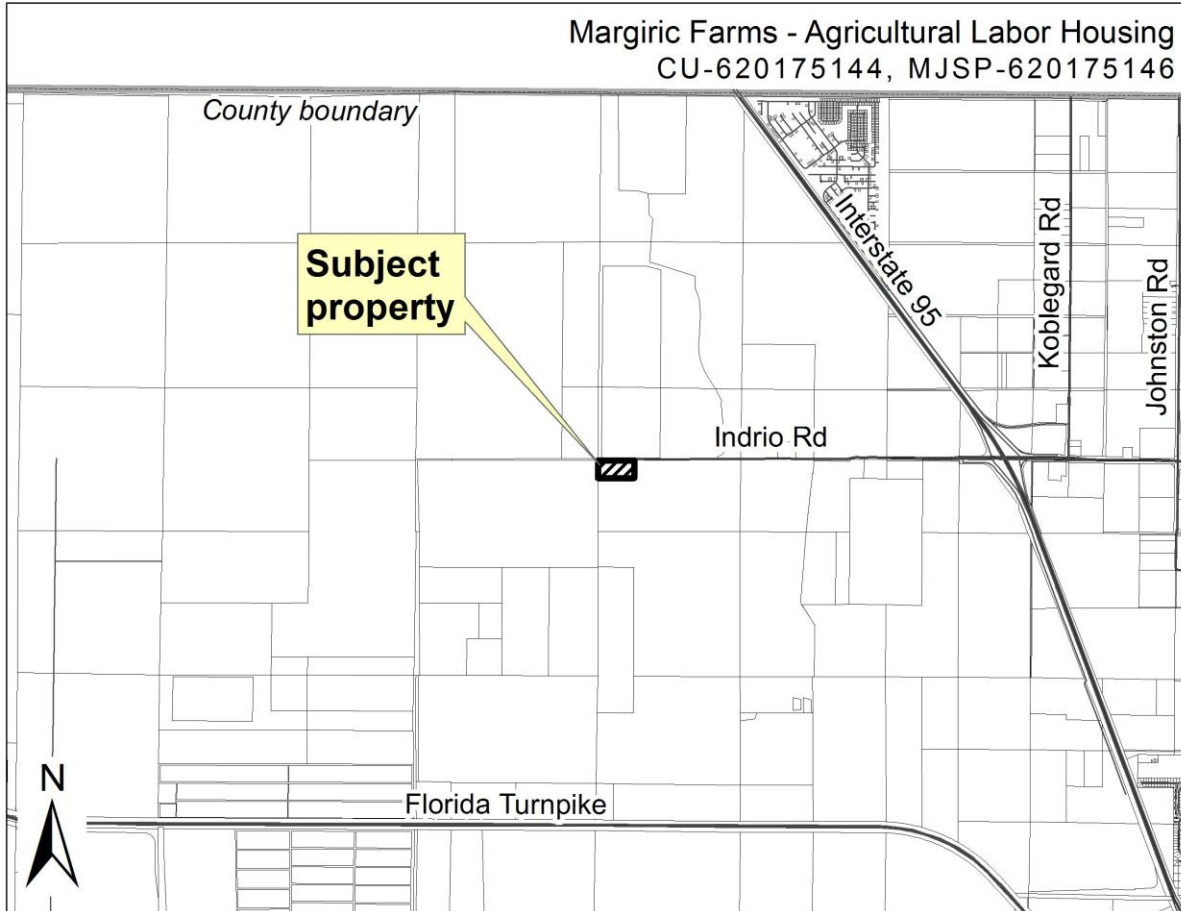 Margiric Farms - Agricultural Labor Housing
CU-620175144, MJSP-620175146
County boundary
Interstate 95
Koblegard Rd
Johnston Rd
Subject
property
Indrio Rd
Florida Turnpike
N